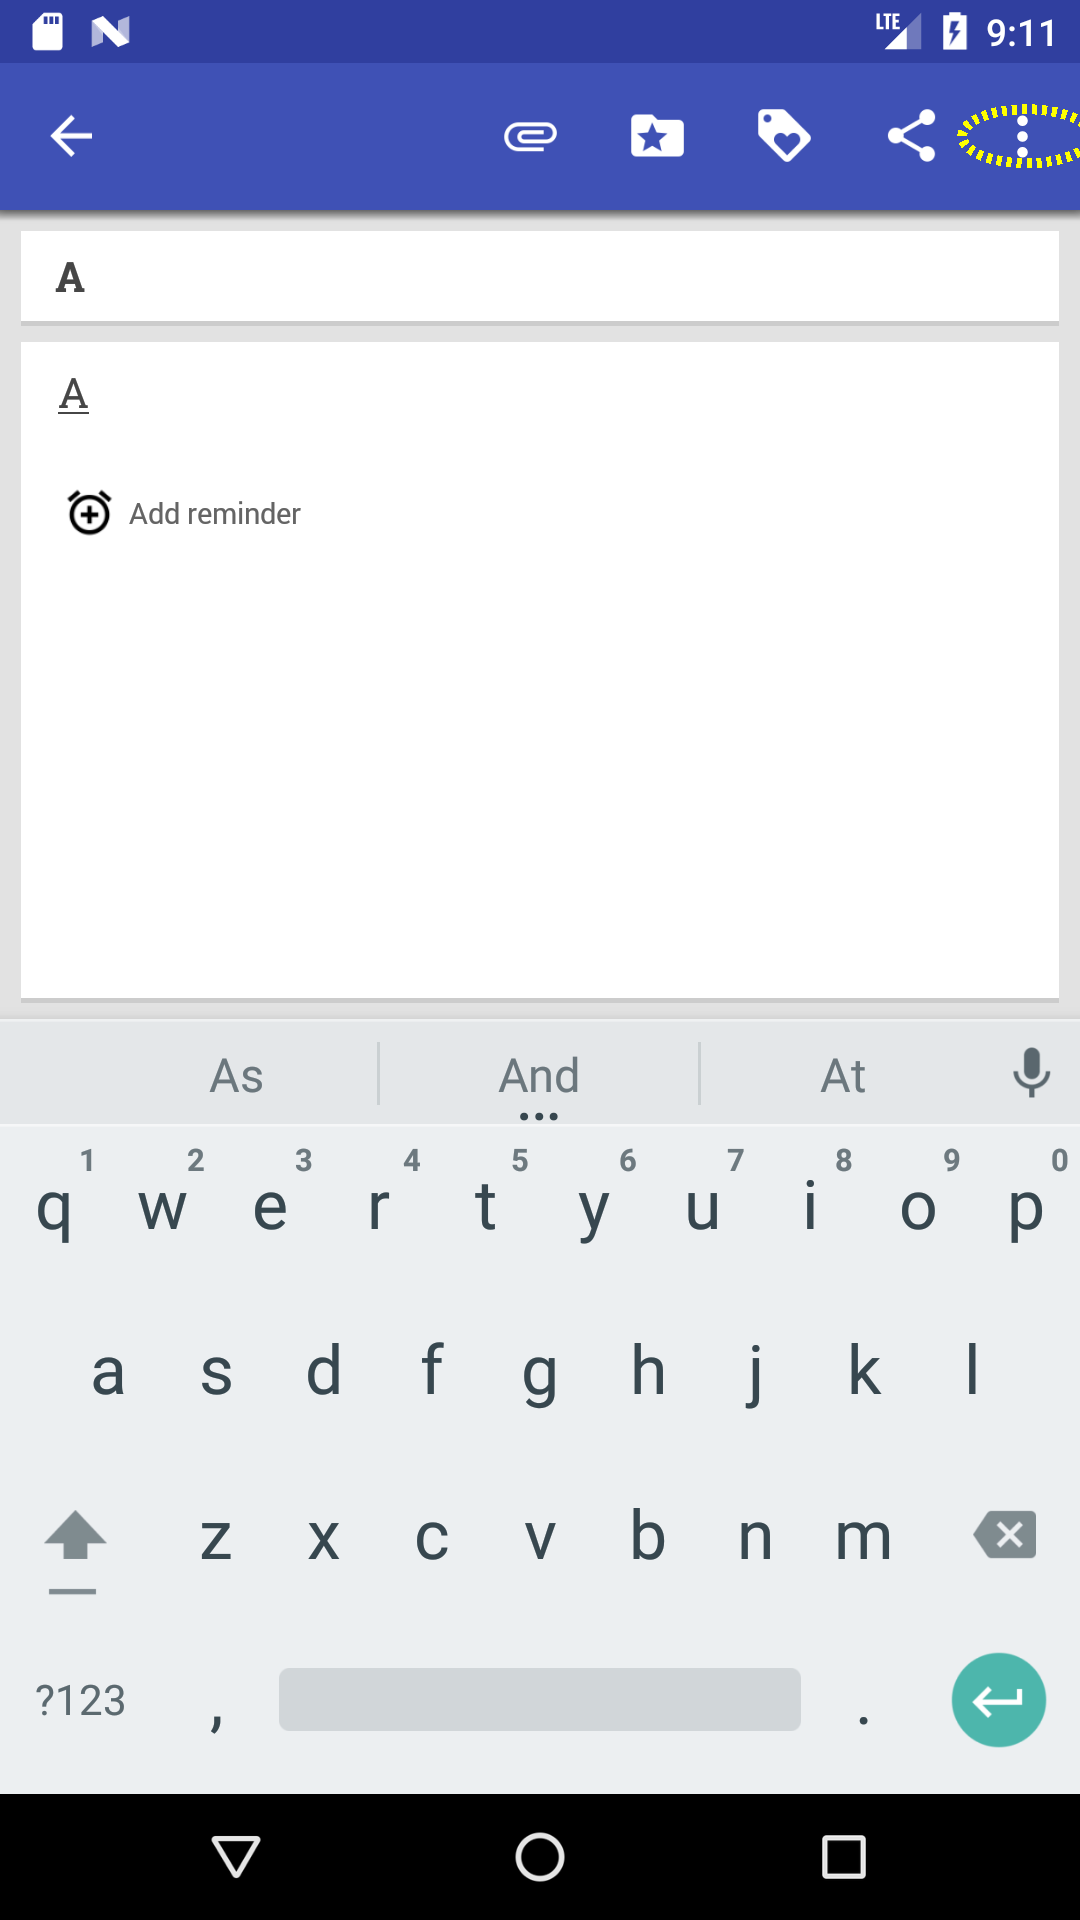 LTE 9:11
A
A
Add reminder
As And At
1 2 3 4 5 6 7 8 9 0
q w e r t y u i o p
a s d f g h j k l
z x c v b n m
?123 , .